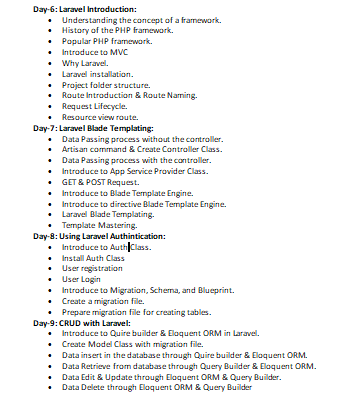 Day-6: Laravel Introduction:
• Understanding the concept of a framework.
• History of the PHP framework.
• Popular PHP framework.
• Introduce to MVC
• Why Laravel.
• Laravel installation.
• Project folder structure.
• Route Introduction & Route Naming.
• Request Lifecycle.
• Resource view route.
Day-7: Laravel Blade Templating:
• Data Passing process without the controller.
• Artisan command & Create Controller Class.
• Data Passing process with the controller.
• Introduce to App Service Provider Class.
• GET & POST Request.
• Introduce to Blade Template Engine.
• Introduce to directive Blade Template Engine.
• Laravel Blade Templating.
• Template Mastering.
Day-8: Using Laravel Authintication:
• Introduce to Auth Class.
• Install Auth Class
• User registration
• User Login
• Introduce to Migration, Schema, and Blueprint.
• Create a migration file.
• Prepare migration file for creating tables.
Day-9: CRUD with Laravel:
• Introduce to Quire builder & Eloquent ORM in Laravel.
• Create Model Class with migration file.
• Data insert in the database through Quire builder & Eloquent ORM.
• Data Retrieve from database through Query Builder & Eloquent ORM.
• Data Edit & Update through Eloquent ORM & Query Builder.
• Data Delete through Eloquent ORM & Query Builder